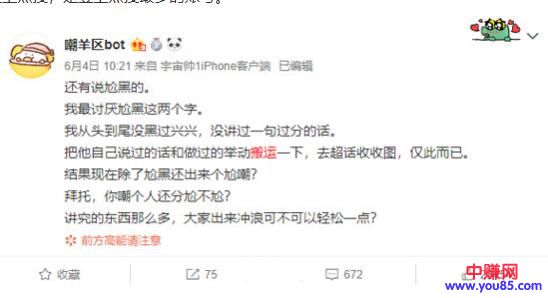 嘲羊区bot
6月4日 10:21 来自 宇宙帅1iPhone客户端 已编辑
还有说尬黑的。
我最讨厌尬黑这两个字。
我从头到尾没黑过兴兴，没讲过一句过分的话。
把他自己说过的话和做过的举动搬运一下，去超话收收图，仅此而已。
结果现在除了尬黑还出来个尬嘲？
拜托，你嘲个人还分尬不尬？
讲究的东西那么多，大家出来冲浪可不可以轻松一点？
前方高能请注意
收藏 75 672
中赚网
www.you85.com